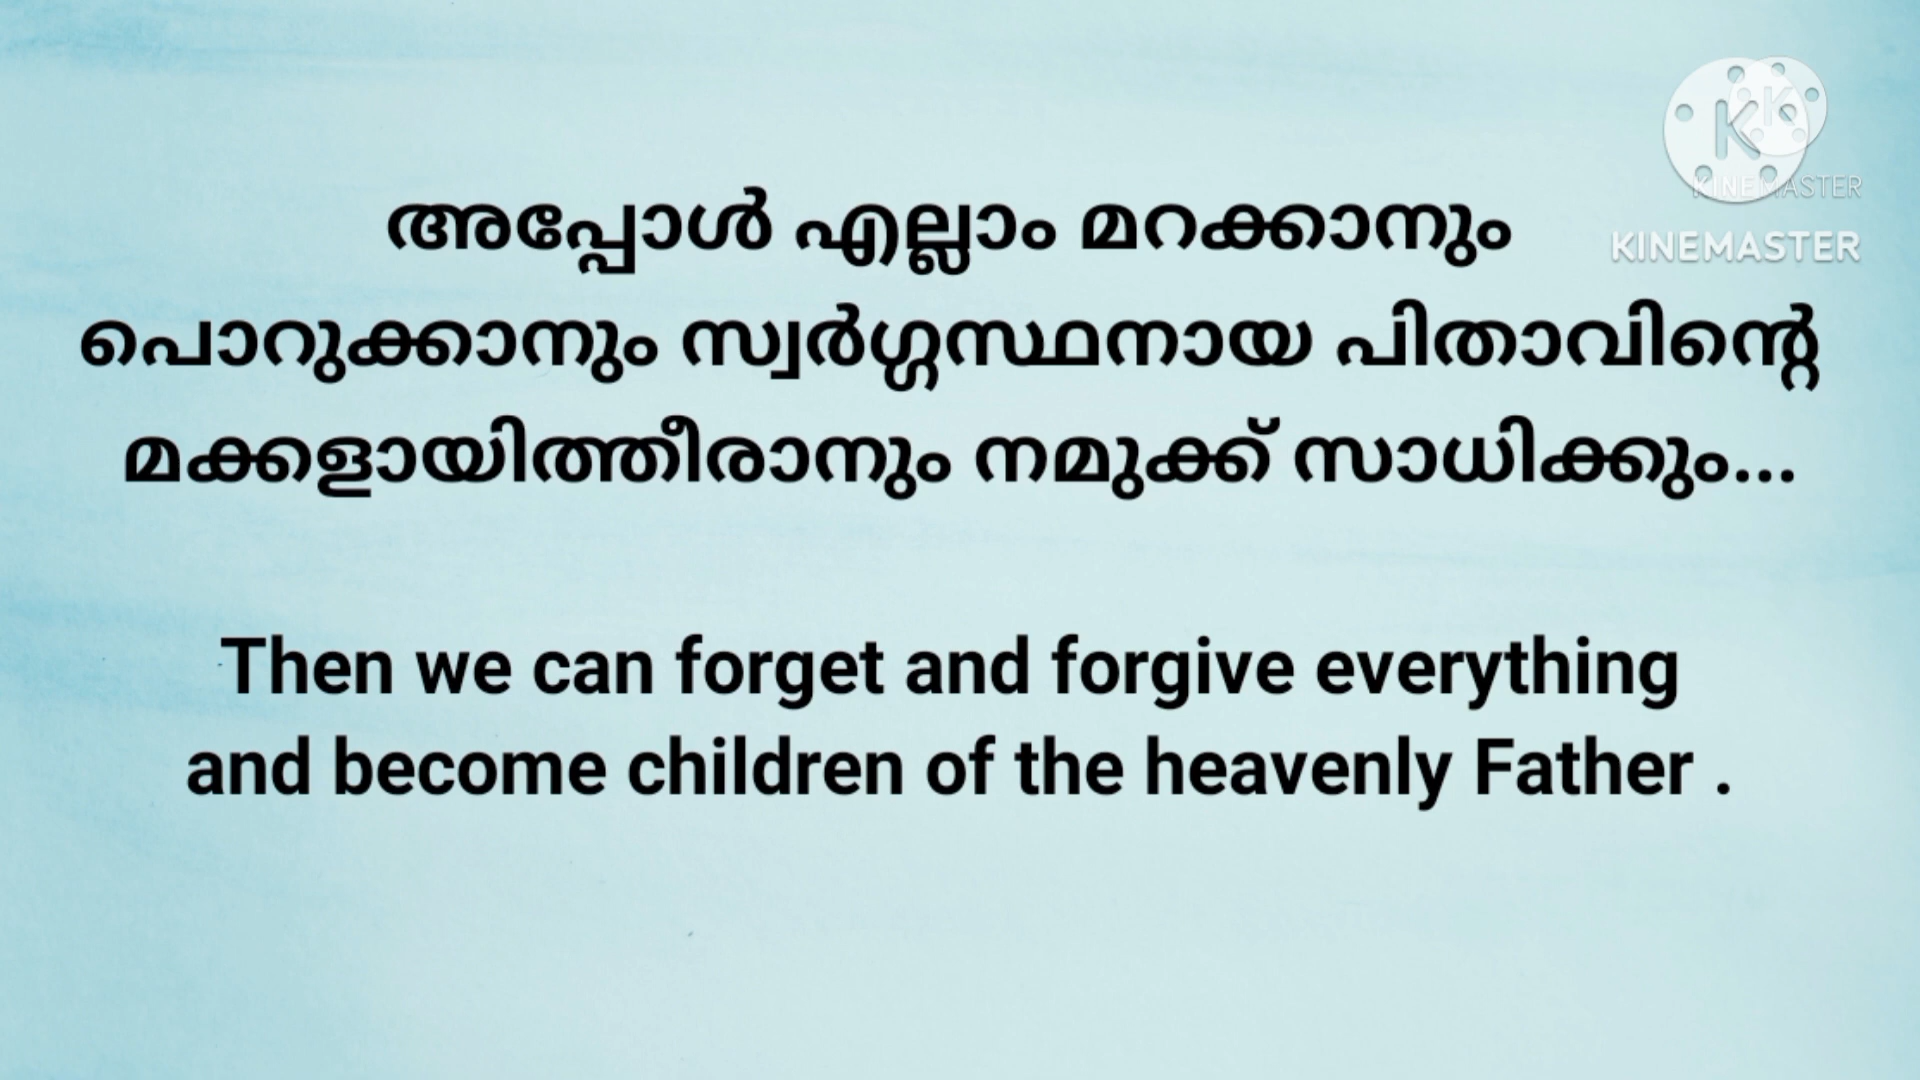 അപ്പോൾ എല്ലാം മറക്കാനും
പൊറുക്കാനും സ്വർഗ്ഗസ്ഥനായ പിതാവിന്റെ
മക്കളായിത്തീരാനും നമുക്ക് സാധിക്കും...
Then we can forget and forgive everything
and become children of the heavenly Father .
K
K
KINEMASTER
KINEMASTER